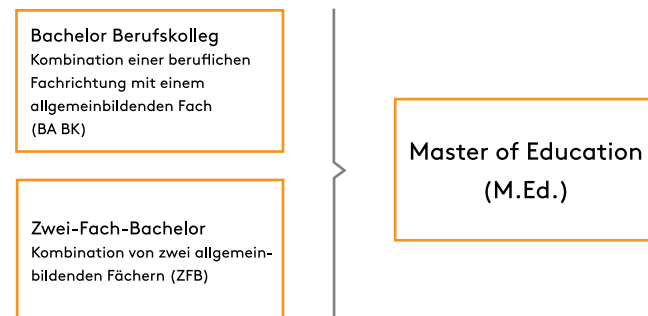 Bachelor Berufskolleg
Kombination einer beruflichen
Fachrichtung mit einem
allgemeinbildenden Fach
(BA BK)
Zwei-Fach-Bachelor
Kombination von zwei allgemein-
bildenden Fächern (ZFB)
Master of Education
(M.Ed.)